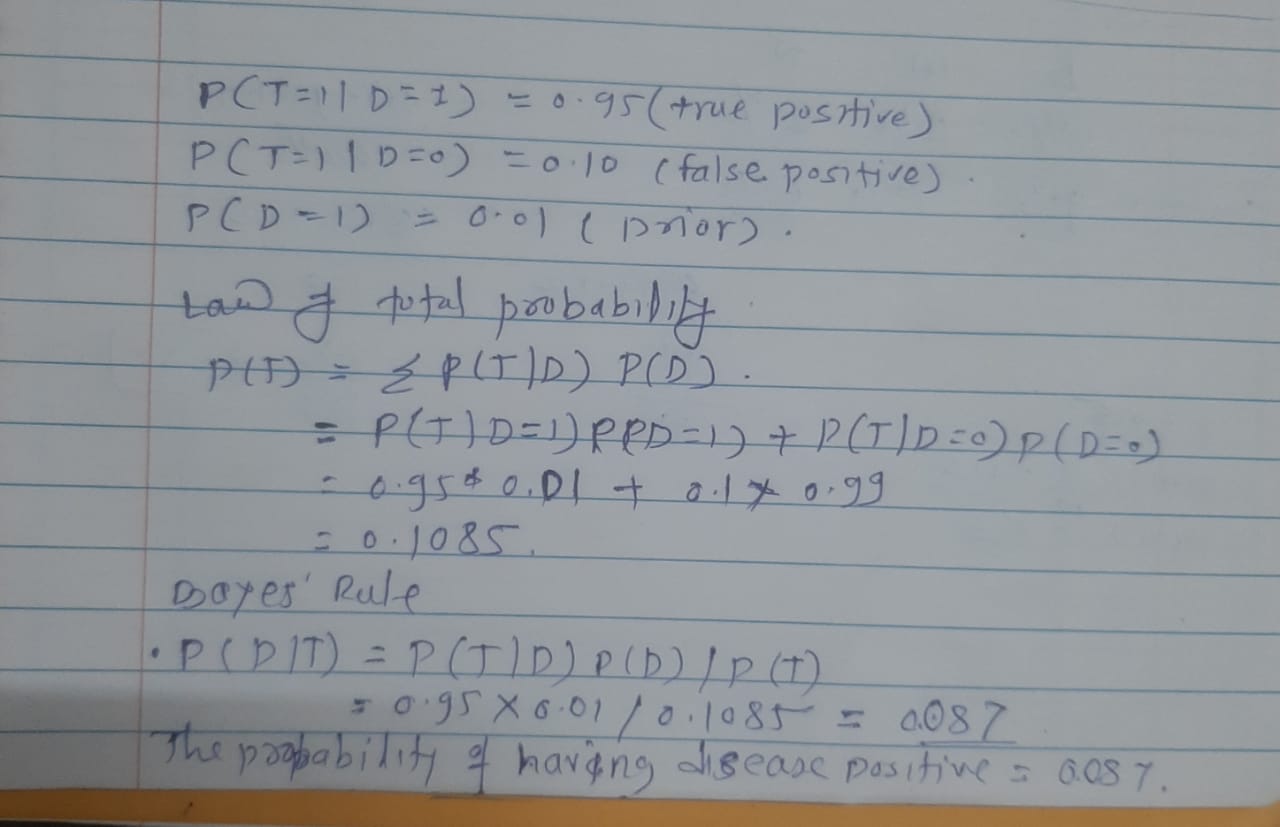 P(T=1|D=1) = 0.95 (true positive)
P(T=1|D=0) = 0.10 (false positive).
P(D=1) = 0.01 (prior).
Law of total probability
P(T) = Σ P(T|D) P(D).
= P(T|D=1) P(D=1) + P(T|D=0) P(D=0)
= 0.95 * 0.01 + 0.1 * 0.99
= 0.1085.
Bayes' Rule
• P(D|T) = P(T|D) P(D) / P(T)
= 0.95 × 0.01 / 0.1085 = 0.087
The probability of having disease positive = 0.087.